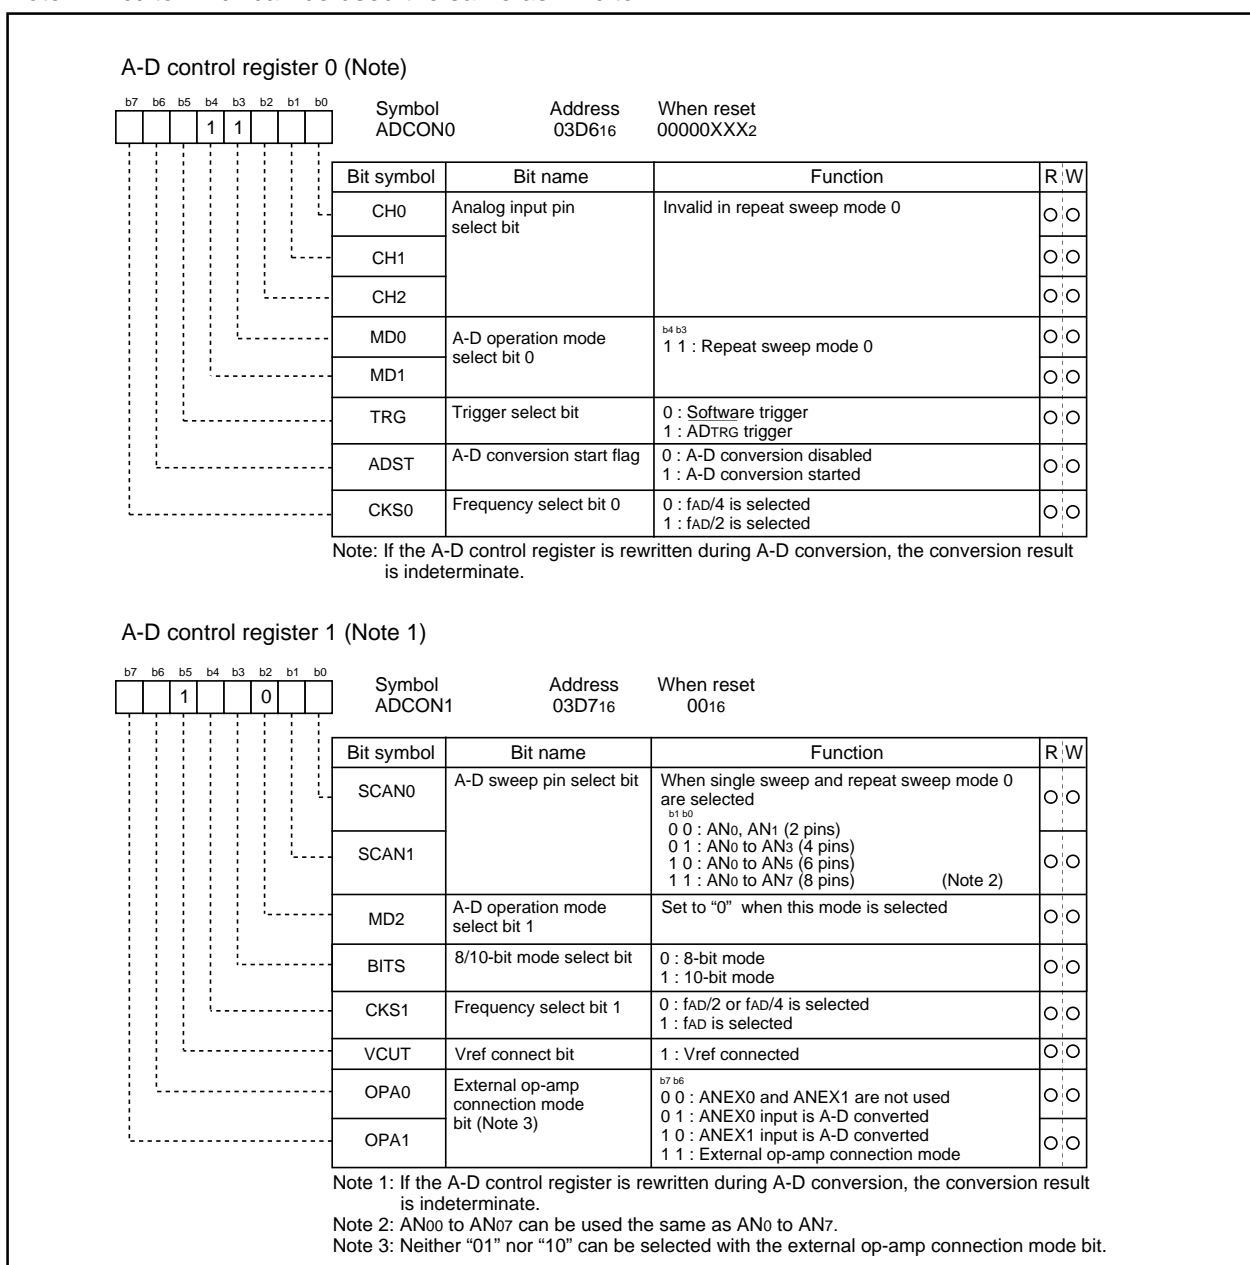 A-D control register 0 (Note)
b7 b6 b5 b4 b3 b2 b1 b0
Symbol Address When reset
1 1 ADCON0 03D616 00000XXX2
Bit symbol Bit name Function R W
CH0 Analog input pin select bit Invalid in repeat sweep mode 0
CH1
CH2
MD0 A-D operation mode select bit 0 b4 b3
1 1 : Repeat sweep mode 0
MD1
TRG Trigger select bit 0 : Software trigger
1 : ADTRG trigger
ADST A-D conversion start flag 0 : A-D conversion disabled
1 : A-D conversion started
CKS0 Frequency select bit 0 0 : fAD/4 is selected
1 : fAD/2 is selected
Note: If the A-D control register is rewritten during A-D conversion, the conversion result
is indeterminate.
A-D control register 1 (Note 1)
b7 b6 b5 b4 b3 b2 b1 b0
Symbol Address When reset
1 0 ADCON1 03D716 0016
Bit symbol Bit name Function R W
SCAN0 A-D sweep pin select bit When single sweep and repeat sweep mode 0
are selected
b1 b0
0 0 : AN0, AN1 (2 pins)
0 1 : AN0 to AN3 (4 pins)
SCAN1
1 0 : AN0 to AN5 (6 pins)
1 1 : AN0 to AN7 (8 pins) (Note 2)
MD2 A-D operation mode select bit 1 Set to “0” when this mode is selected
BITS 8/10-bit mode select bit 0 : 8-bit mode
1 : 10-bit mode
CKS1 Frequency select bit 1 0 : fAD/2 or fAD/4 is selected
1 : fAD is selected
VCUT Vref connect bit 1 : Vref connected
OPA0 External op-amp connection mode bit (Note 3) b7 b6
0 0 : ANEX0 and ANEX1 are not used
0 1 : ANEX0 input is A-D converted
OPA1
1 0 : ANEX1 input is A-D converted
1 1 : External op-amp connection mode
Note 1: If the A-D control register is rewritten during A-D conversion, the conversion result
is indeterminate.
Note 2: AN00 to AN07 can be used the same as AN0 to AN7.
Note 3: Neither “01” nor “10” can be selected with the external op-amp connection mode bit.